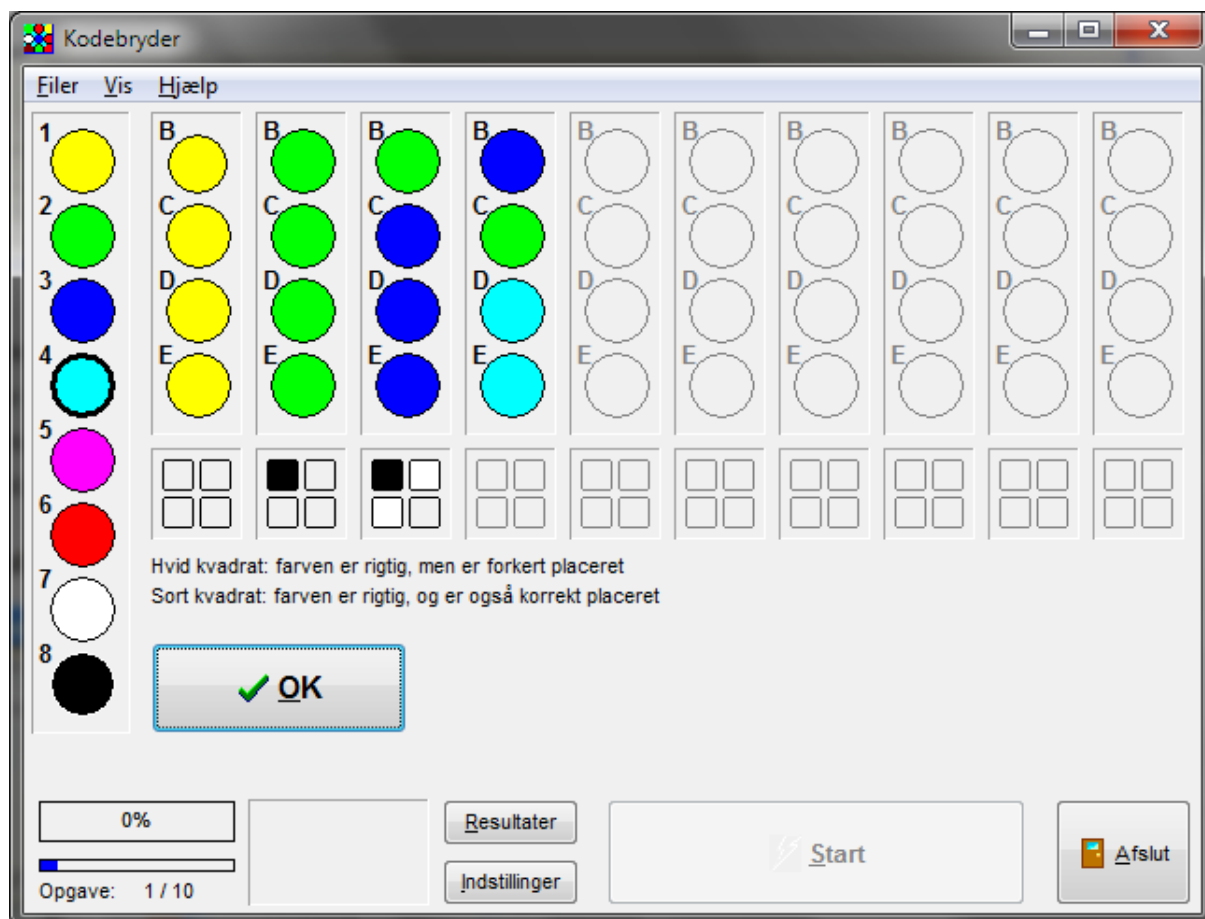 Kodebryder
Filer Vis Hjælp
1 B B B B B B B B B B
2 C C C C C C C C C C
3 D D D D D D D D D D
4 E E E E E E E E E E
5
6
7
8
Hvid kvadrat: farven er rigtig, men er forkert placeret
Sort kvadrat: farven er rigtig, og er også korrekt placeret
OK
0%
Opgave: 1 / 10
Resultater
Indstillinger
Start
Afslut